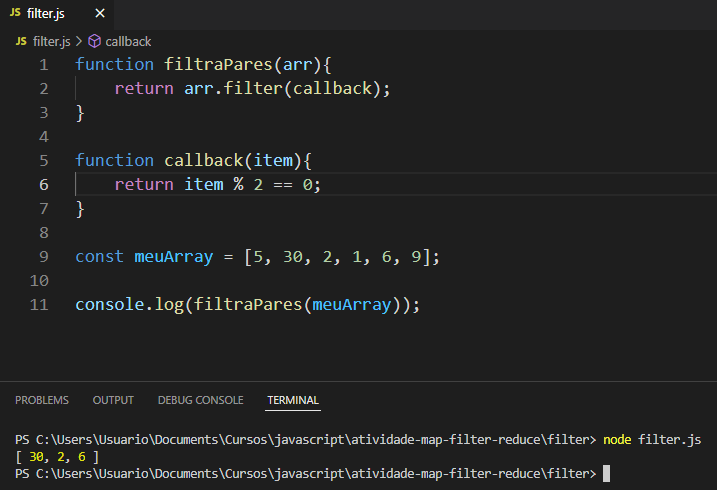 JS filter.js ×
JS filter.js > callback
1 function filtraPares(arr){
2     return arr.filter(callback);
3 }
4
5 function callback(item){
6     return item % 2 == 0;
7 }
8
9 const meuArray = [5, 30, 2, 1, 6, 9];
10
11 console.log(filtraPares(meuArray));
PROBLEMS OUTPUT DEBUG CONSOLE TERMINAL
PS C:\Users\Usuario\Documents\Cursos\javascript\atividade-map-filter-reduce\filter> node filter.js
[ 30, 2, 6 ]
PS C:\Users\Usuario\Documents\Cursos\javascript\atividade-map-filter-reduce\filter>